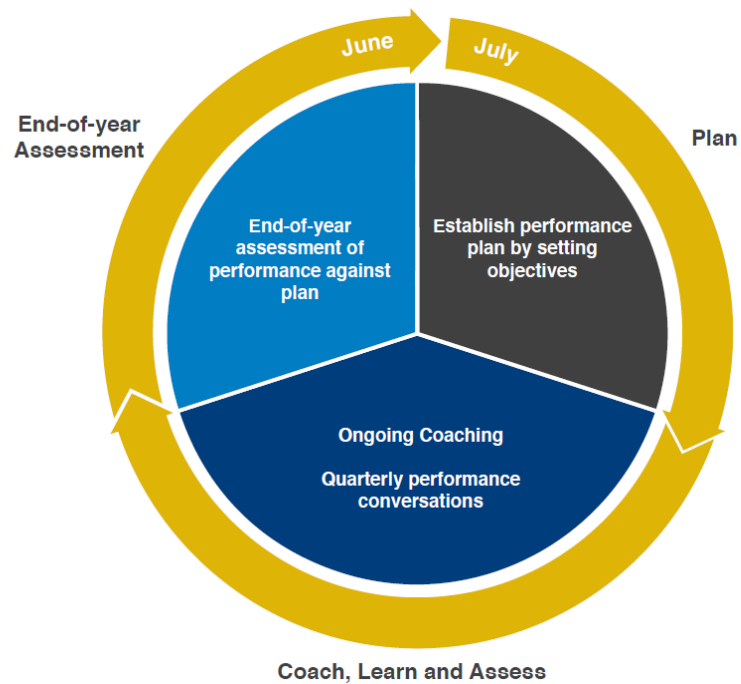 June
July
End-of-year
Assessment
Plan
End-of-year
assessment of
performance against
plan
Establish performance
plan by setting
objectives
Ongoing Coaching
Quarterly performance
conversations
Coach, Learn and Assess